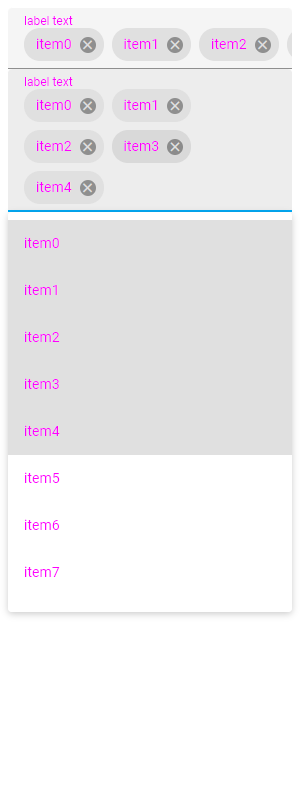 label text
item0 item1 item2
label text
item0 item1
item2 item3
item4
item0
item1
item2
item3
item4
item5
item6
item7